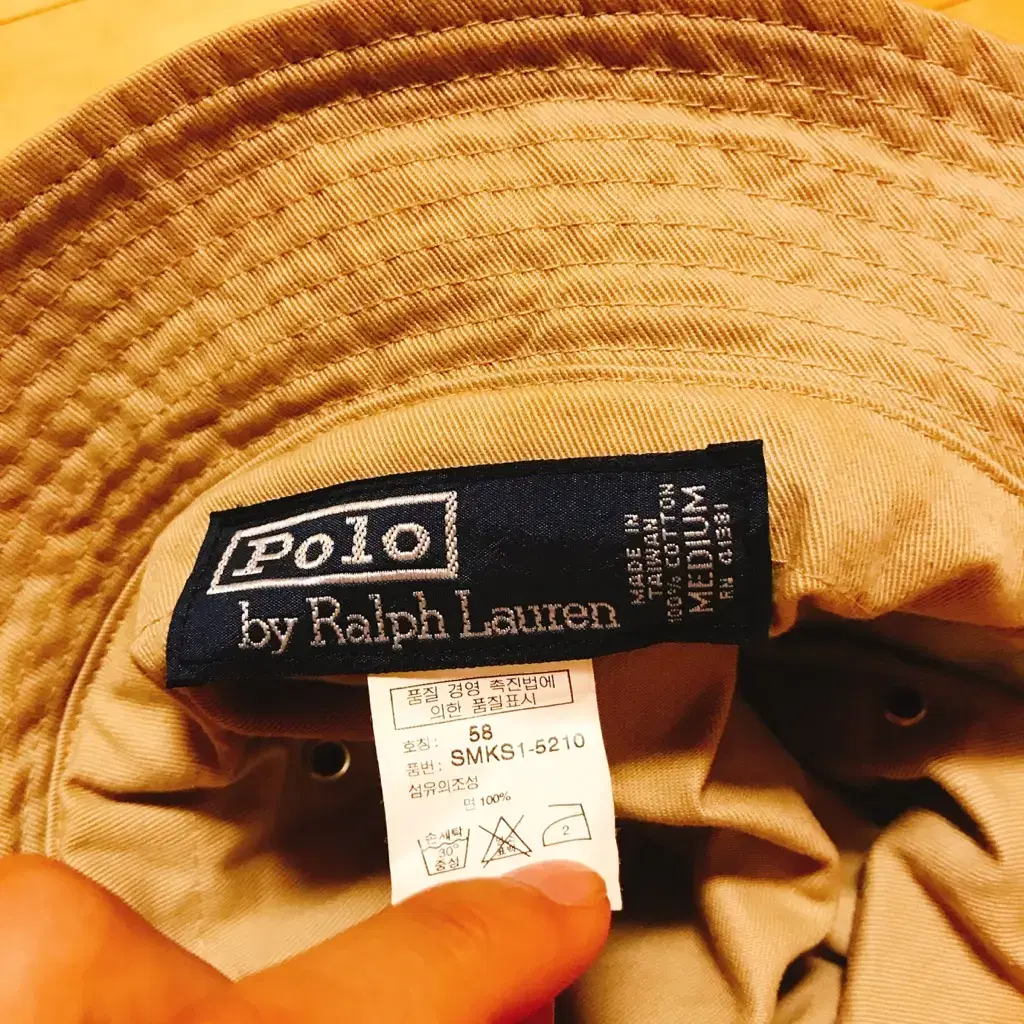 Polo
by Ralph Lauren
MADE IN
TAIWAN
100% COTTON
MEDIUM
RN 41381
품질 경영 촉진법에
의한 품질표시
호칭: 58
품번: SMKS1-5210
섬유의조성
면 100%
손세탁
30°
중성
2